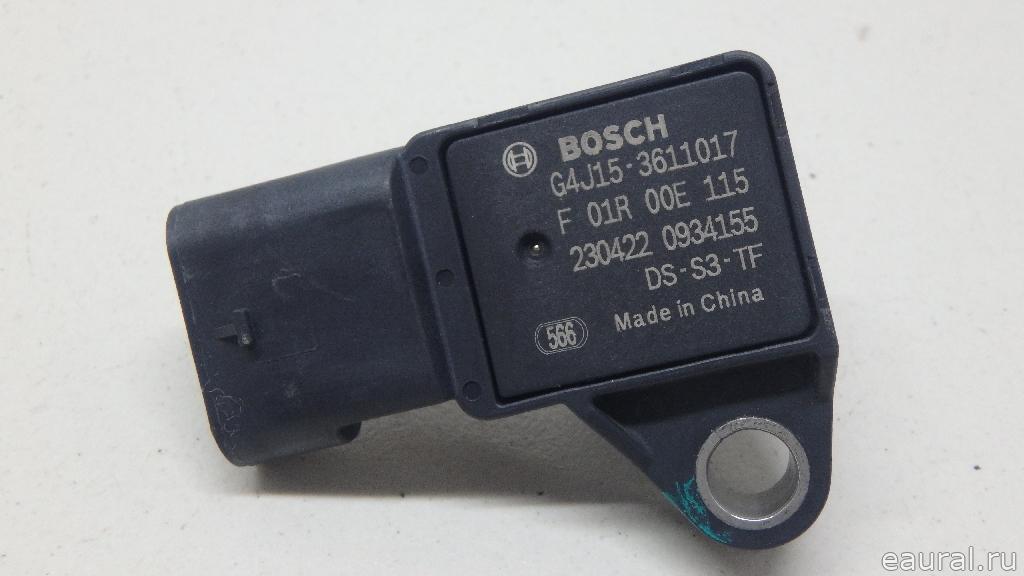 BOSCH
G4J15-3611017
F 01R 00E 115
230422 0934155
DS-S3-TF
566 Made in China
eaural.ru